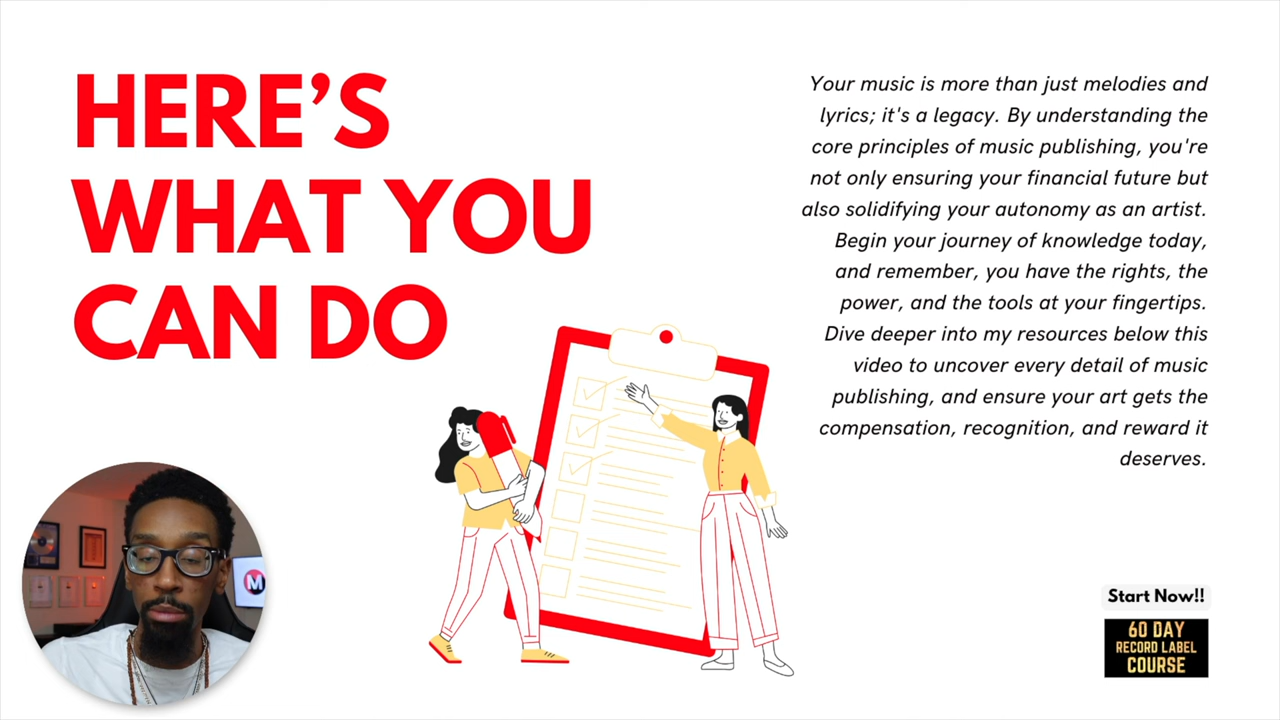 HERE'S
WHAT YOU
CAN DO
Your music is more than just melodies and
lyrics; it's a legacy. By understanding the
core principles of music publishing, you're
not only ensuring your financial future but
also solidifying your autonomy as an artist.
Begin your journey of knowledge today,
and remember, you have the rights, the
power, and the tools at your fingertips.
Dive deeper into my resources below this
video to uncover every detail of music
publishing, and ensure your art gets the
compensation, recognition, and reward it
deserves.
M
Start Now!!
60 DAY
RECORD LABEL
COURSE